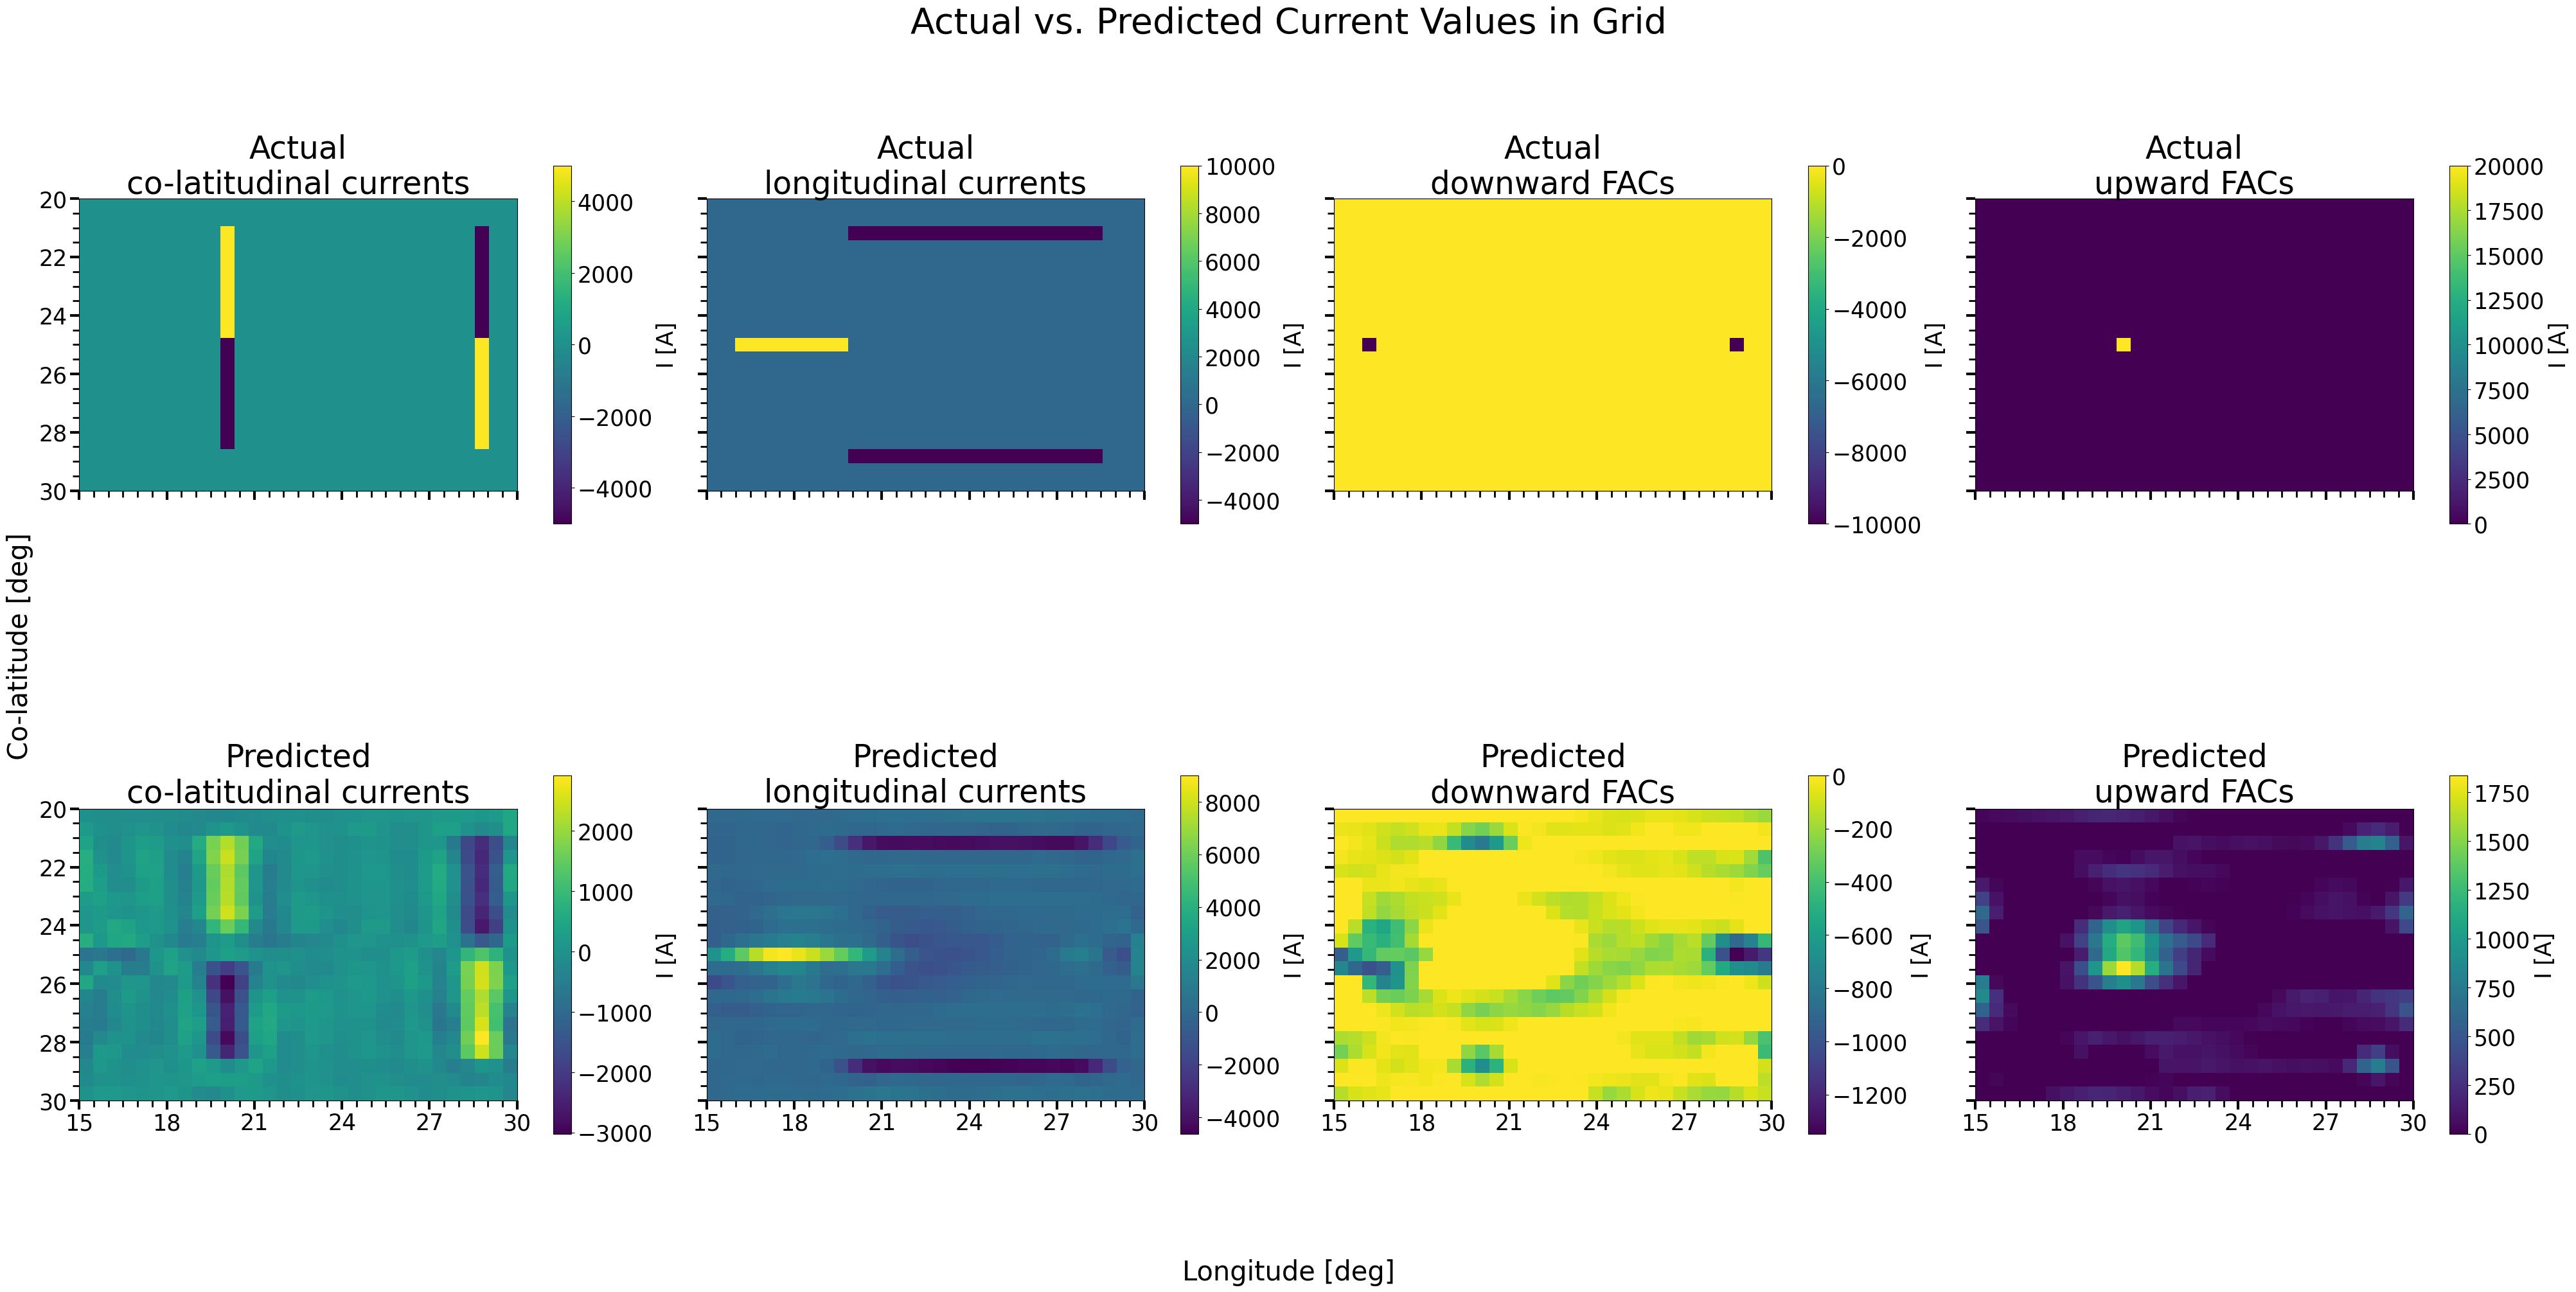 Actual vs. Predicted Current Values in Grid
Actual
co-latitudinal currents
Actual
longitudinal currents
Actual
downward FACs
Actual
upward FACs
20
22
24
26
28
30
4000
2000
0
−2000
−4000
I [A]
10000
8000
6000
4000
2000
0
−2000
−4000
I [A]
0
−2000
−4000
−6000
−8000
−10000
I [A]
20000
17500
15000
12500
10000
7500
5000
2500
0
I [A]
Co-latitude [deg]
Predicted
co-latitudinal currents
Predicted
longitudinal currents
Predicted
downward FACs
Predicted
upward FACs
20
22
24
26
28
30
15 18 21 24 27 30
2000
1000
0
−1000
−2000
−3000
I [A]
15 18 21 24 27 30
8000
6000
4000
2000
0
−2000
−4000
I [A]
15 18 21 24 27 30
0
−200
−400
−600
−800
−1000
−1200
I [A]
15 18 21 24 27 30
1750
1500
1250
1000
750
500
250
0
I [A]
Longitude [deg]